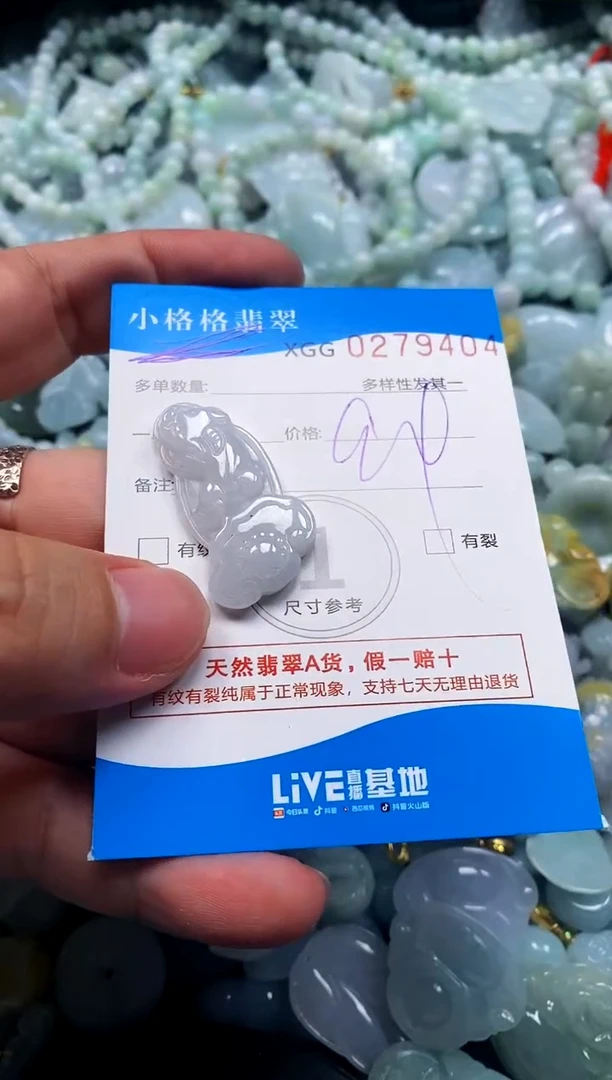 小格格翡翠
XGG 0279404
多单数量:
多样性发其一
价格:
备注:
有纹
有裂
1
尺寸参考
天然翡翠A货，假一赔十
有纹有裂纯属于正常现象，支持七天无理由退货
LiVE直播基地
今日头条 抖音 西瓜视频 抖音火山版